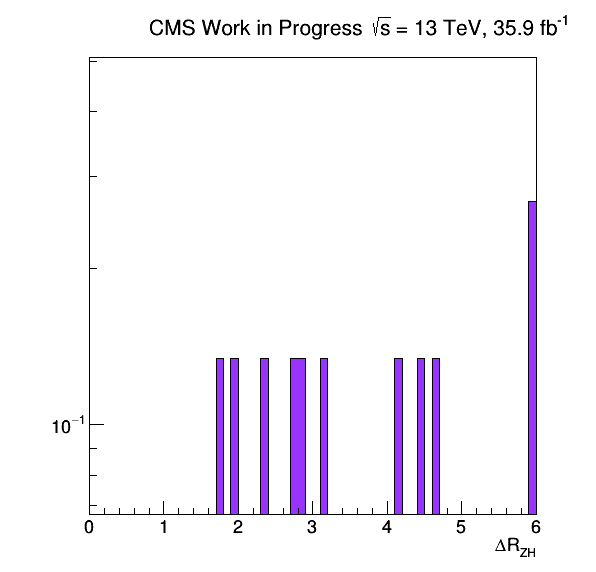 CMS Work in Progress √s = 13 TeV, 35.9 fb⁻¹
10⁻¹
0 1 2 3 4 5 6
ΔR_ZH